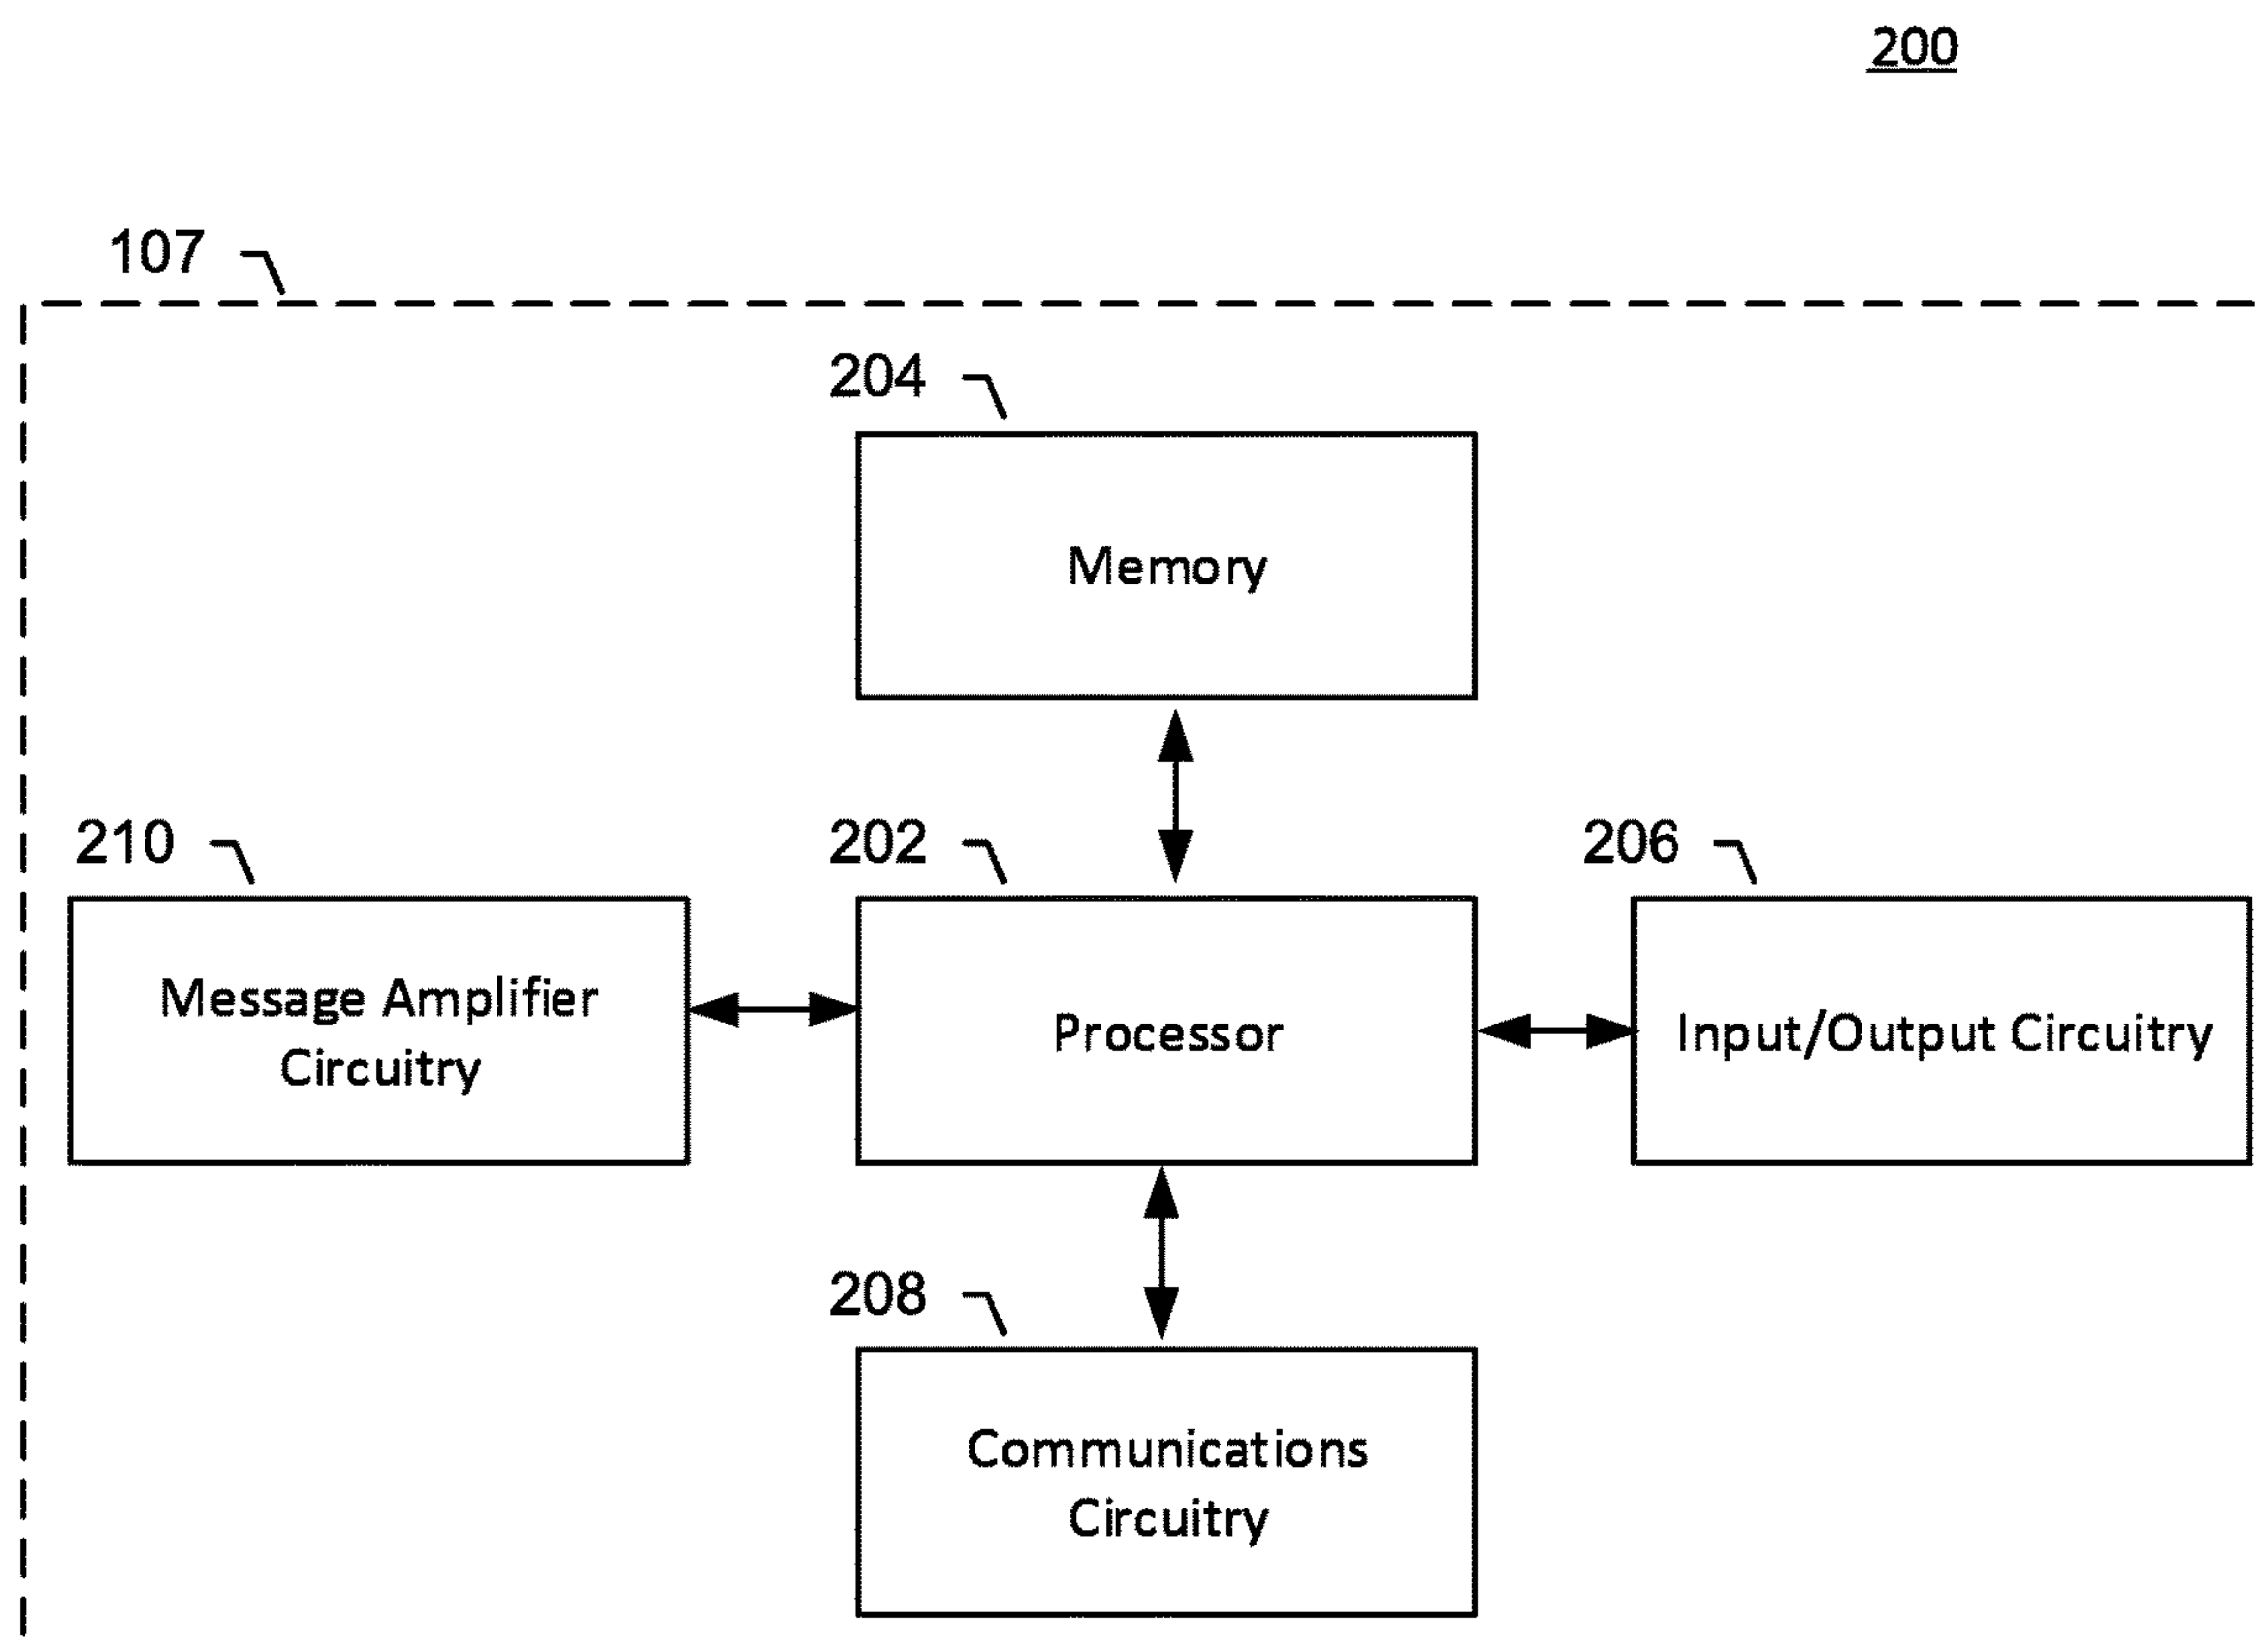 200
107
204
Memory
210
202
206
Message Amplifier
Circuitry
Processor
Input/Output Circuitry
208
Communications
Circuitry